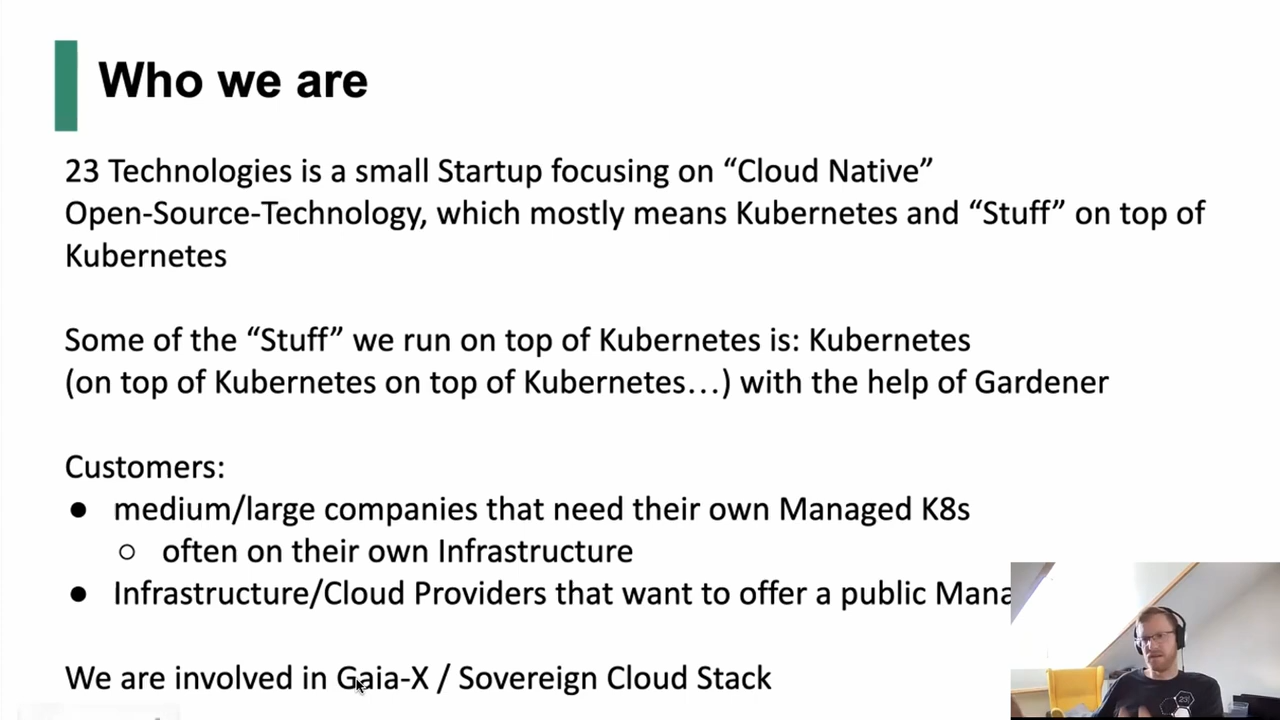 Who we are
23 Technologies is a small Startup focusing on “Cloud Native”
Open-Source-Technology, which mostly means Kubernetes and “Stuff” on top of
Kubernetes
Some of the “Stuff” we run on top of Kubernetes is: Kubernetes
(on top of Kubernetes on top of Kubernetes…) with the help of Gardener
Customers:
● medium/large companies that need their own Managed K8s
○ often on their own Infrastructure
● Infrastructure/Cloud Providers that want to offer a public
We are involved in Gaia-X / Sovereign Cloud Stack
23